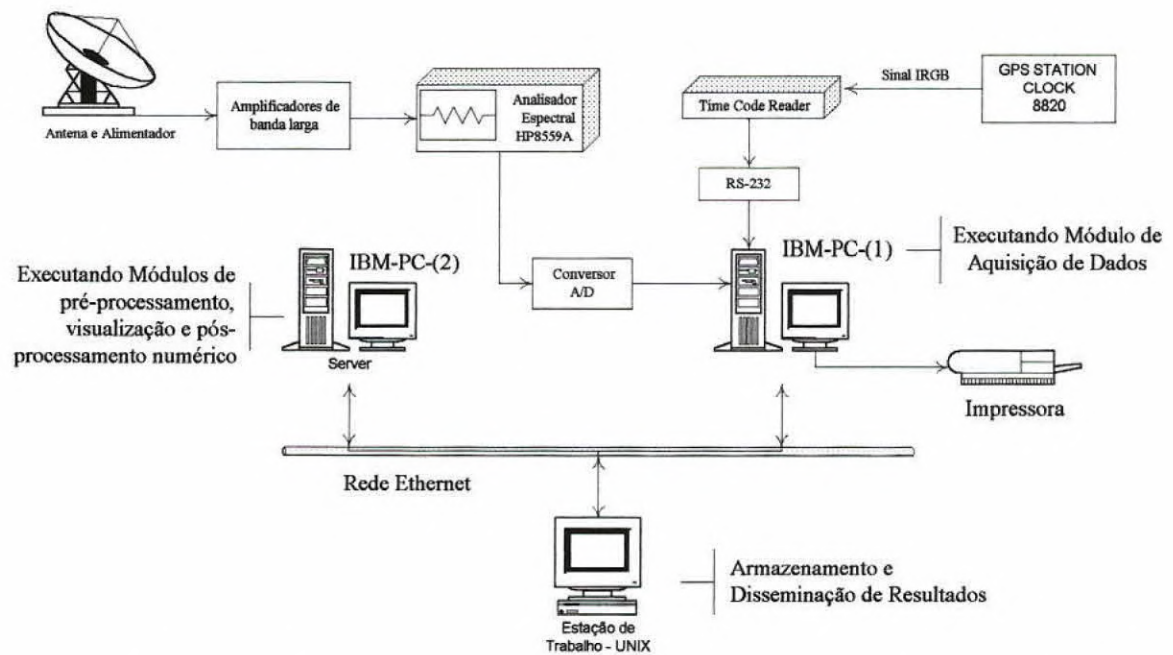 Antena e Alimentador
Amplificadores de
banda larga
Analisador
Espectral
HP8559A
Time Code Reader
Sinal IRGB
GPS STATION
CLOCK
8820
RS-232
Executando Módulos de
pré-processamento,
visualização e pós-
processamento numérico
IBM-PC-(2)
Server
Conversor
A/D
IBM-PC-(1)
Executando Módulo de
Aquisição de Dados
Impressora
Rede Ethernet
Estação de
Trabalho - UNIX
Armazenamento e
Disseminação de Resultados